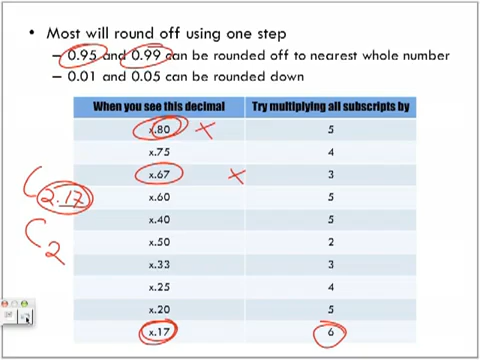 • Most will round off using one step
– 0.95 and 0.99 can be rounded off to nearest whole number
– 0.01 and 0.05 can be rounded down
When you see this decimal Try multiplying all subscripts by
x.80 x 5
x.75 4
x.67 x 3
x.60 5
x.40 5
x.50 2
x.33 3
x.25 4
x.20 5
x.17 6
C2.17
C2